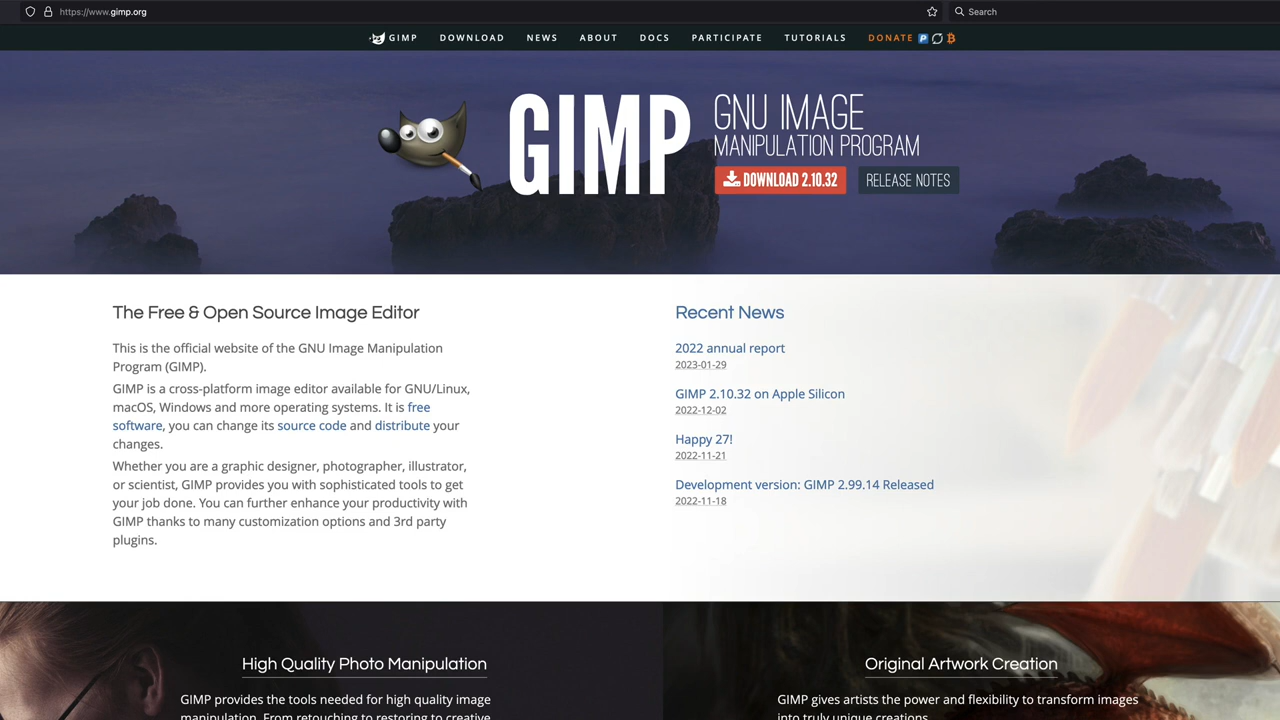 https://www.gimp.org
Search
GIMP DOWNLOAD NEWS ABOUT DOCS PARTICIPATE TUTORIALS DONATE
GIMP
GNU IMAGE
MANIPULATION PROGRAM
DOWNLOAD 2.10.32 RELEASE NOTES
The Free & Open Source Image Editor
This is the official website of the GNU Image Manipulation
Program (GIMP).
GIMP is a cross-platform image editor available for GNU/Linux,
macOS, Windows and more operating systems. It is free
software, you can change its source code and distribute your
changes.
Whether you are a graphic designer, photographer, illustrator,
or scientist, GIMP provides you with sophisticated tools to get
your job done. You can further enhance your productivity with
GIMP thanks to many customization options and 3rd party
plugins.
Recent News
2022 annual report
2023-01-29
GIMP 2.10.32 on Apple Silicon
2022-12-02
Happy 27!
2022-11-21
Development version: GIMP 2.99.14 Released
2022-11-18
High Quality Photo Manipulation
GIMP provides the tools needed for high quality image
manipulation. From retouching to restoring to creative
Original Artwork Creation
GIMP gives artists the power and flexibility to transform images
into truly unique creations.